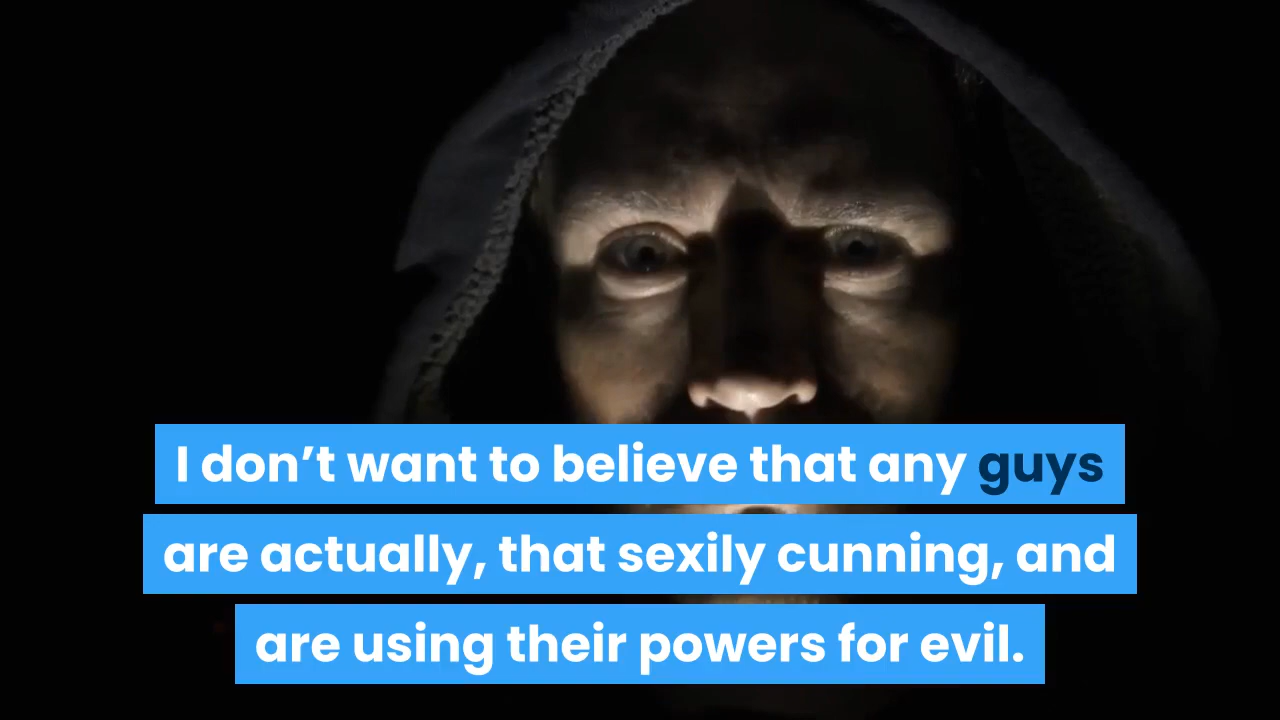 I don’t want to believe that any guys
are actually, that sexily cunning, and
are using their powers for evil.